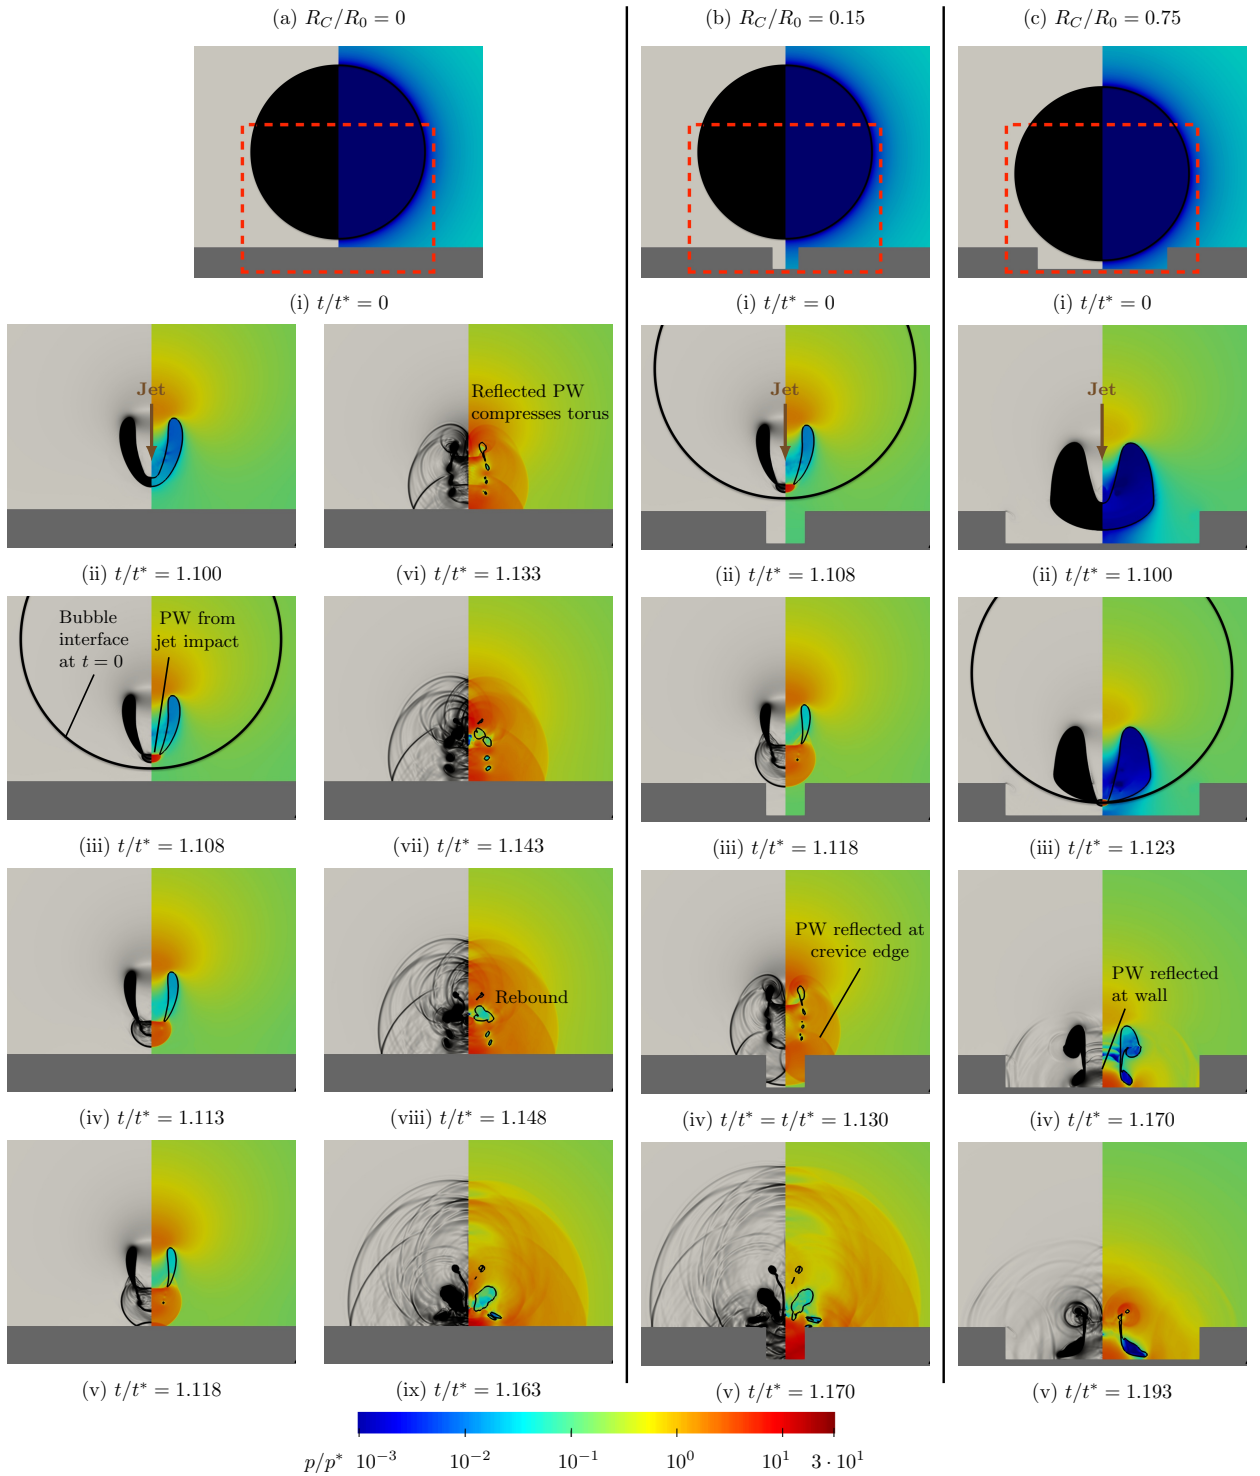 (a) R_C/R_0 = 0
(b) R_C/R_0 = 0.15
(c) R_C/R_0 = 0.75
(i) t/t* = 0
(i) t/t* = 0
(i) t/t* = 0
Jet
Reflected PW
compresses torus
Jet
Jet
(ii) t/t* = 1.100
(vi) t/t* = 1.133
(ii) t/t* = 1.108
(ii) t/t* = 1.100
Bubble
interface
at t = 0
PW from
jet impact
(iii) t/t* = 1.108
(vii) t/t* = 1.143
(iii) t/t* = 1.118
(iii) t/t* = 1.123
Rebound
PW reflected at
crevice edge
PW reflected
at wall
(iv) t/t* = 1.113
(viii) t/t* = 1.148
(iv) t/t* = t/t* = 1.130
(iv) t/t* = 1.170
(v) t/t* = 1.118
(ix) t/t* = 1.163
(v) t/t* = 1.170
(v) t/t* = 1.193
p/p* 10^{-3} 10^{-2} 10^{-1} 10^0 10^1 3 · 10^1